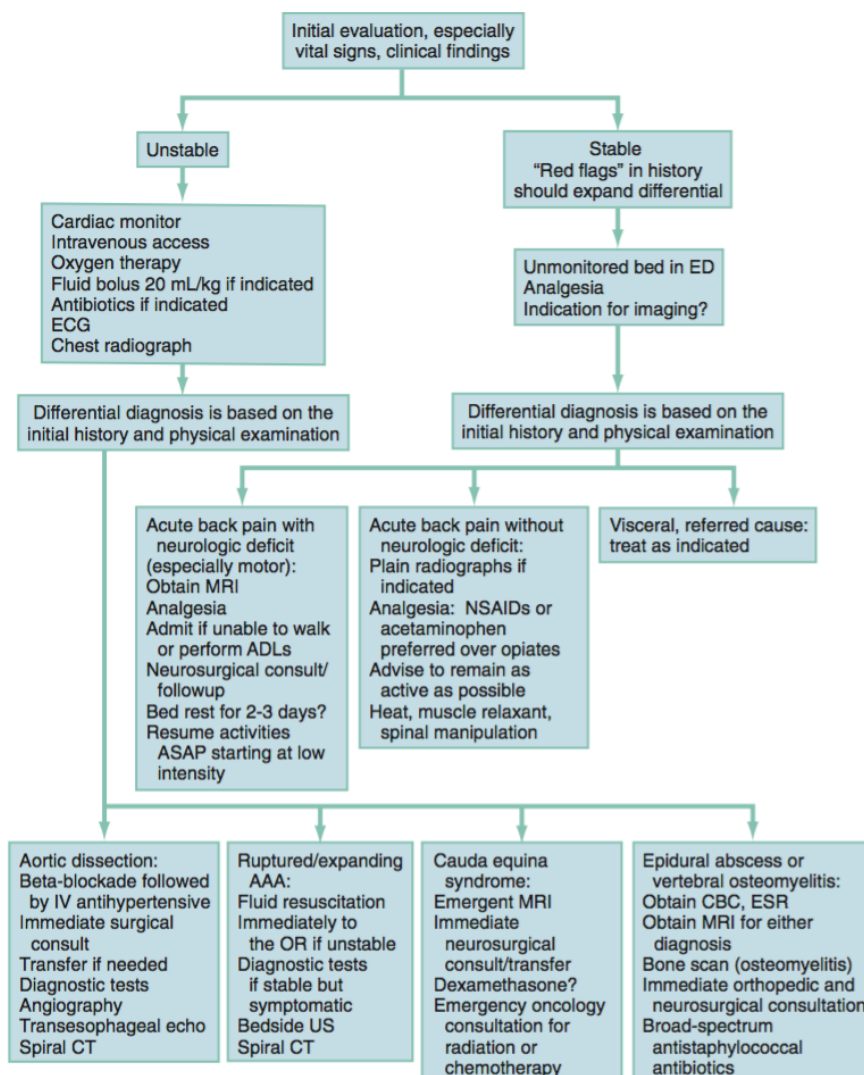 Initial evaluation, especially
vital signs, clinical findings
Unstable
Stable
“Red flags” in history
should expand differential
Cardiac monitor
Intravenous access
Oxygen therapy
Fluid bolus 20 mL/kg if indicated
Antibiotics if indicated
ECG
Chest radiograph
Unmonitored bed in ED
Analgesia
Indication for imaging?
Differential diagnosis is based on the
initial history and physical examination
Differential diagnosis is based on the
initial history and physical examination
Acute back pain with
neurologic deficit
(especially motor):
Obtain MRI
Analgesia
Admit if unable to walk
or perform ADLs
Neurosurgical consult/
followup
Bed rest for 2-3 days?
Resume activities
ASAP starting at low
intensity
Acute back pain without
neurologic deficit:
Plain radiographs if
indicated
Analgesia: NSAIDs or
acetaminophen
preferred over opiates
Advise to remain as
active as possible
Heat, muscle relaxant,
spinal manipulation
Visceral, referred cause:
treat as indicated
Aortic dissection:
Beta-blockade followed
by IV antihypertensive
Immediate surgical
consult
Transfer if needed
Diagnostic tests
Angiography
Transesophageal echo
Spiral CT
Ruptured/expanding
AAA:
Fluid resuscitation
Immediately to
the OR if unstable
Diagnostic tests
if stable but
symptomatic
Bedside US
Spiral CT
Cauda equina
syndrome:
Emergent MRI
Immediate
neurosurgical
consult/transfer
Dexamethasone?
Emergency oncology
consultation for
radiation or
chemotherapy
Epidural abscess or
vertebral osteomyelitis:
Obtain CBC, ESR
Obtain MRI for either
diagnosis
Bone scan (osteomyelitis)
Immediate orthopedic and
neurosurgical consultation
Broad-spectrum
antistaphylococcal
antibiotics